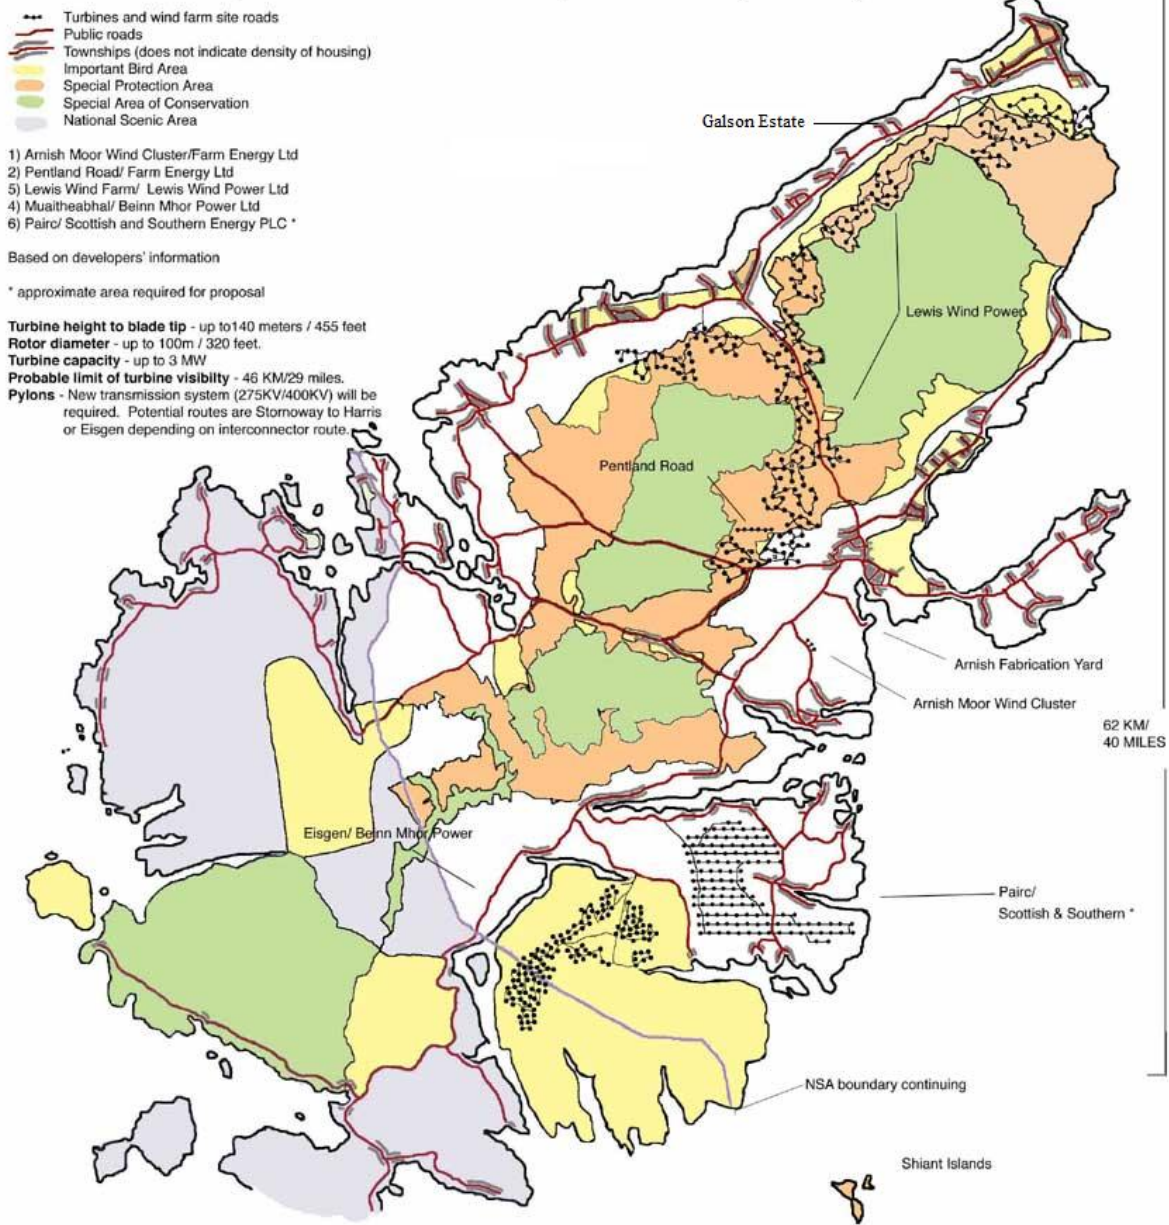 Turbines and wind farm site roads
Public roads
Townships (does not indicate density of housing)
Important Bird Area
Special Protection Area
Special Area of Conservation
National Scenic Area
1) Arnish Moor Wind Cluster/Farm Energy Ltd
2) Pentland Road/ Farm Energy Ltd
5) Lewis Wind Farm/ Lewis Wind Power Ltd
4) Muaitheabhal/ Beinn Mhor Power Ltd
6) Pairc/ Scottish and Southern Energy PLC *
Based on developers' information
* approximate area required for proposal
Turbine height to blade tip - up to140 meters / 455 feet
Rotor diameter - up to 100m / 320 feet.
Turbine capacity - up to 3 MW
Probable limit of turbine visibilty - 46 KM/29 miles.
Pylons - New transmission system (275KV/400KV) will be
required. Potential routes are Stornoway to Harris
or Eisgen depending on interconnector route.
Galson Estate
Lewis Wind Power
Pentland Road
Arnish Fabrication Yard
Arnish Moor Wind Cluster
62 KM/
40 MILES
Eisgen/ Beinn Mhor Power
Pairc/
Scottish & Southern *
NSA boundary continuing
Shiant Islands